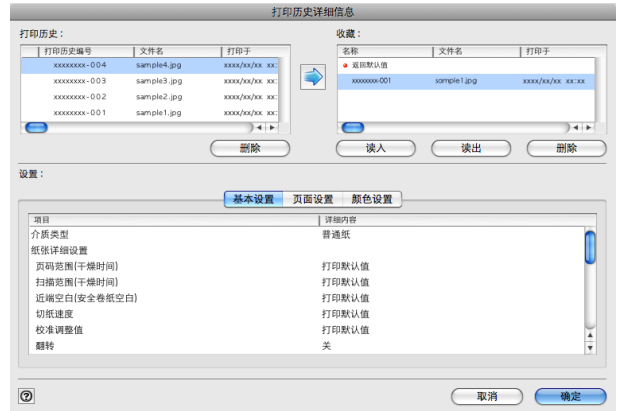 打印历史详细信息
打印历史： 收藏：
打印历史编号 文件名 打印于 名称 文件名 打印于
xxxxxxxx-004 sample4.jpg xxxx/xx/xx xx: 返回默认值
xxxxxxxx-003 sample3.jpg xxxx/xx/xx xx: xxxxxxxx-001 sample1.jpg xxxx/xx/xx xx:xx
xxxxxxxx-002 sample2.jpg xxxx/xx/xx xx:
xxxxxxxx-001 sample1.jpg xxxx/xx/xx xx:
删除 读入 读出 删除
设置：
基本设置 页面设置 颜色设置
项目 详细内容
介质类型 普通纸
纸张详细设置
页码范围(干燥时间) 打印默认值
扫描范围(干燥时间) 打印默认值
近端空白(安全卷纸空白) 打印默认值
切纸速度 打印默认值
校准调整值 打印默认值
翻转 关
? 取消 确定